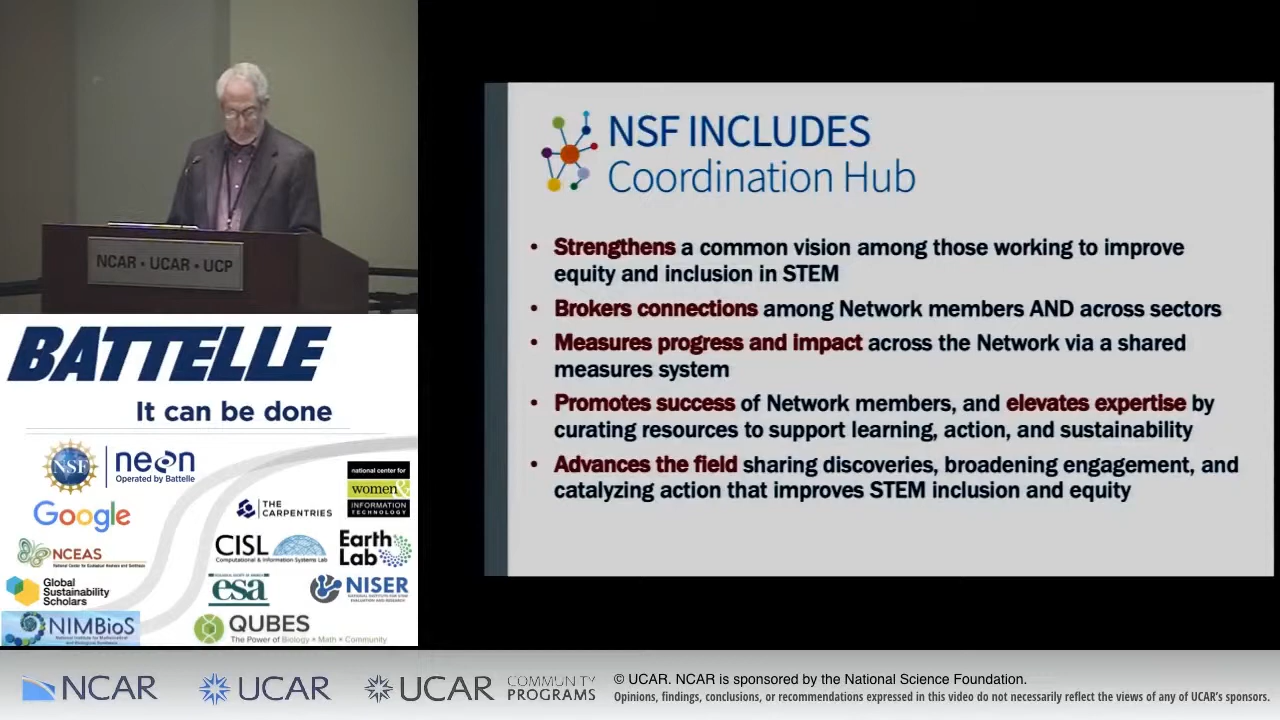 NCAR • UCAR • UCP
BATTELLE
It can be done
NSF
neon
Operated by Battelle
Google
THE CARPENTRIES
national center for
women &
INFORMATION
TECHNOLOGY
NCEAS
CISL
Computational & Information Systems Lab
Earth
Lab
Global
Sustainability
Scholars
esa
NISER
NIMBioS
QUBES
The Power of Biology × Math × Community
NSF INCLUDES
Coordination Hub
• Strengthens a common vision among those working to improve
equity and inclusion in STEM
• Brokers connections among Network members AND across sectors
• Measures progress and impact across the Network via a shared
measures system
• Promotes success of Network members, and elevates expertise by
curating resources to support learning, action, and sustainability
• Advances the field sharing discoveries, broadening engagement, and
catalyzing action that improves STEM inclusion and equity
NCAR
UCAR
UCAR
COMMUNITY
PROGRAMS
© UCAR. NCAR is sponsored by the National Science Foundation.
Opinions, findings, conclusions, or recommendations expressed in this video do not necessarily reflect the views of any of UCAR's sponsors.